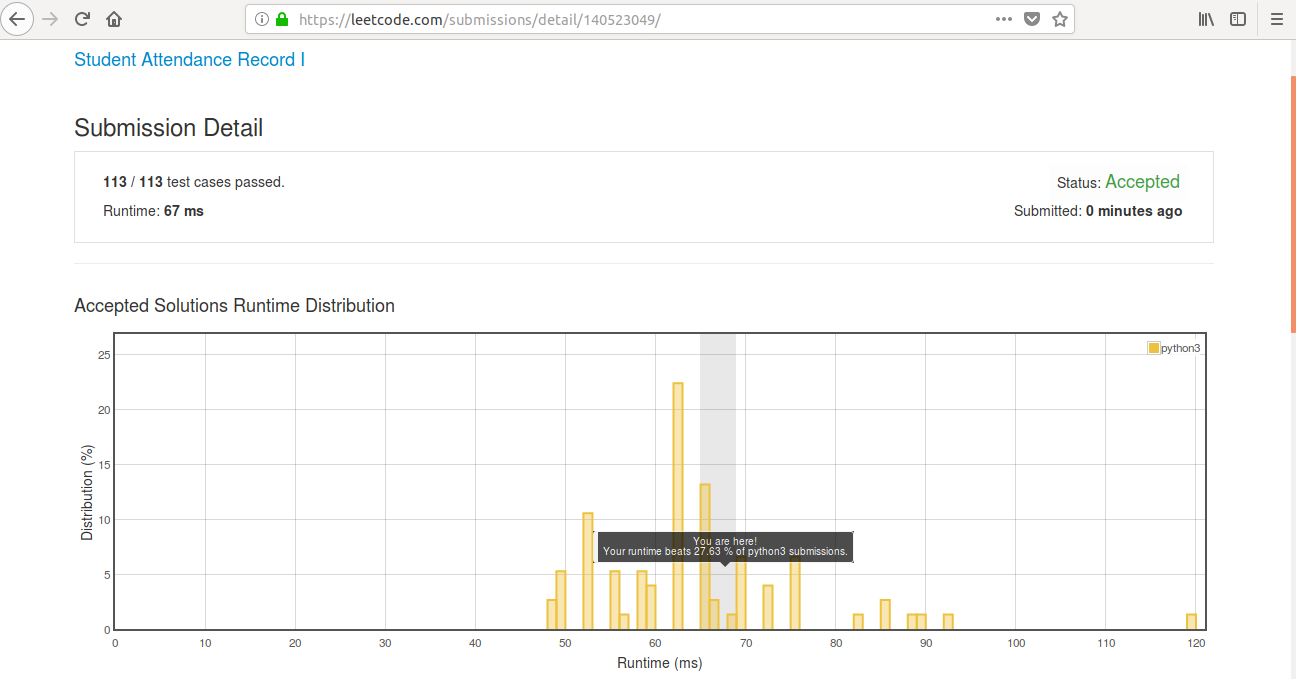 https://leetcode.com/submissions/detail/140523049/
Student Attendance Record I
Submission Detail
113 / 113 test cases passed.
Status: Accepted
Runtime: 67 ms
Submitted: 0 minutes ago
Accepted Solutions Runtime Distribution
python3
25
20
15
10
5
0
Distribution (%)
You are here!
Your runtime beats 27.63 % of python3 submissions.
0 10 20 30 40 50 60 70 80 90 100 110 120
Runtime (ms)